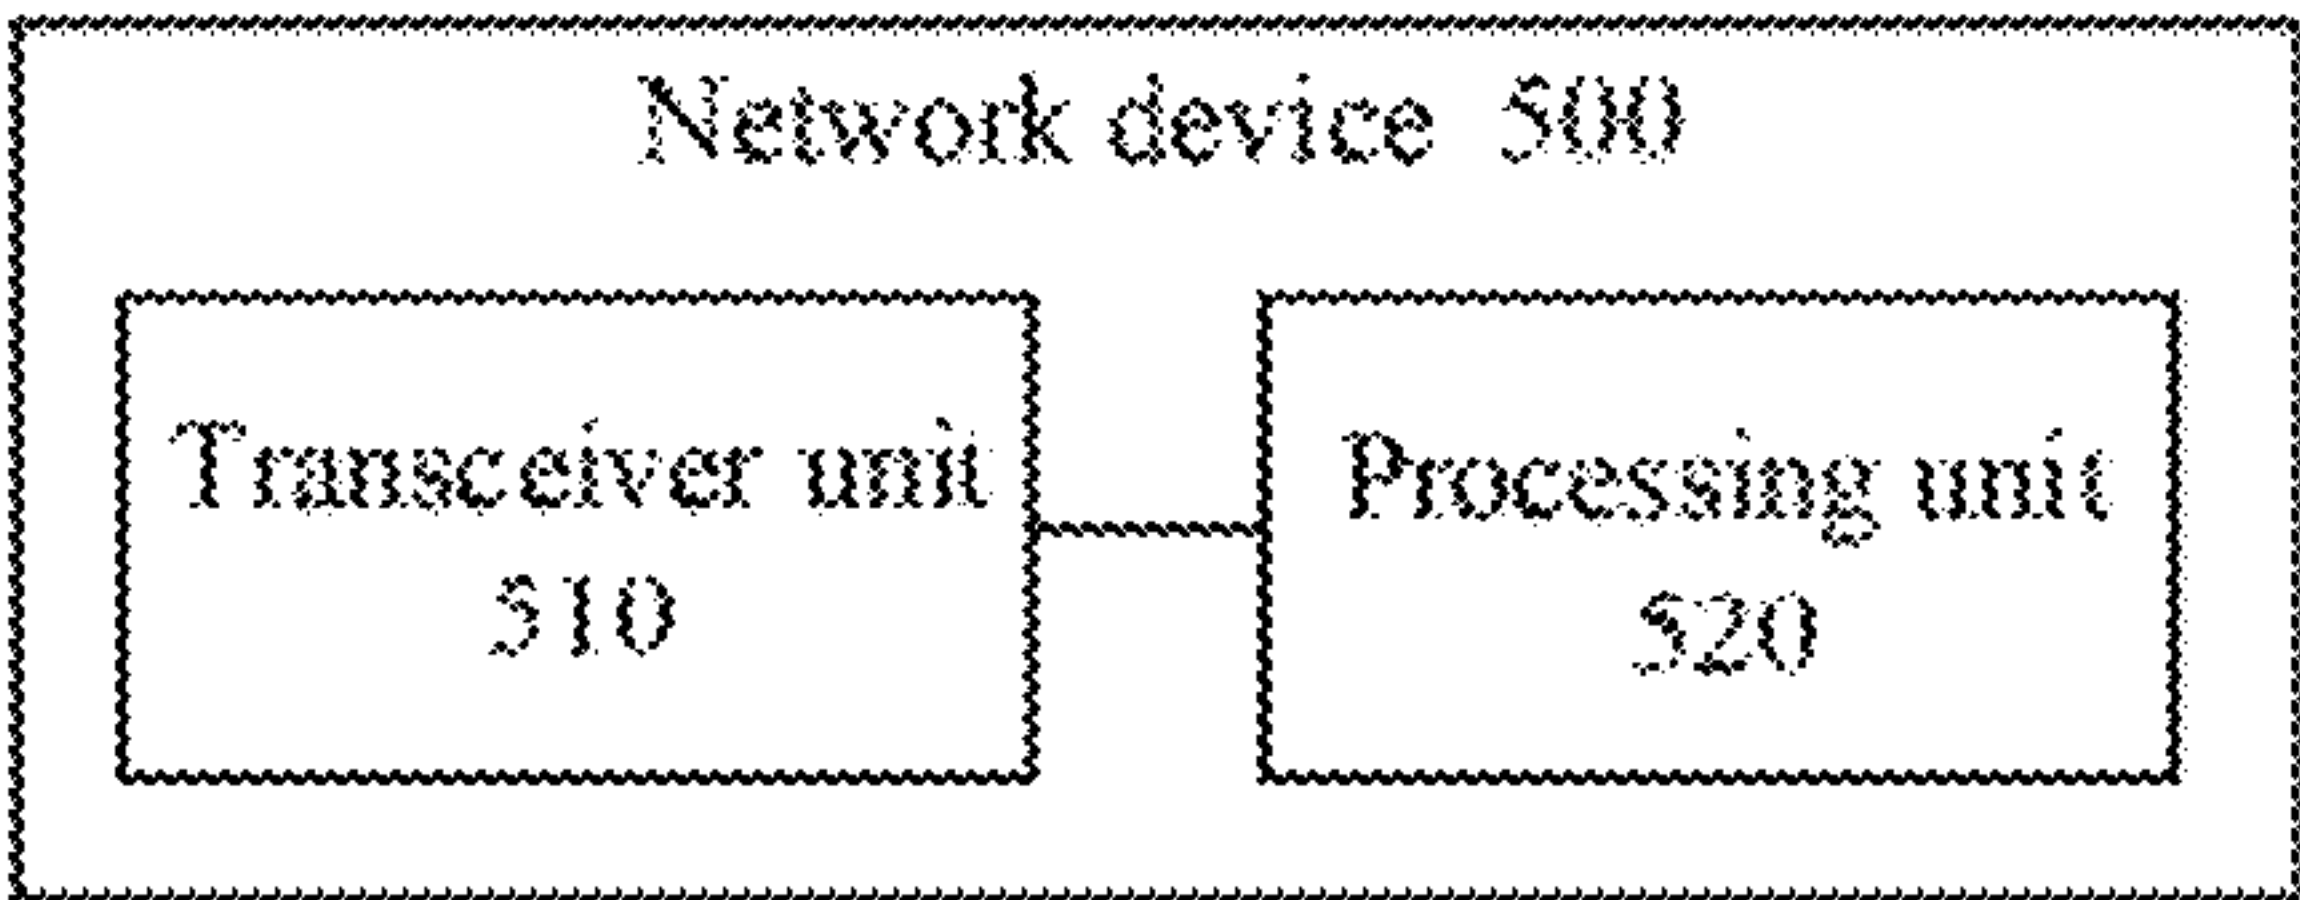 Network device 500
Transceiver unit
510
Processing unit
520